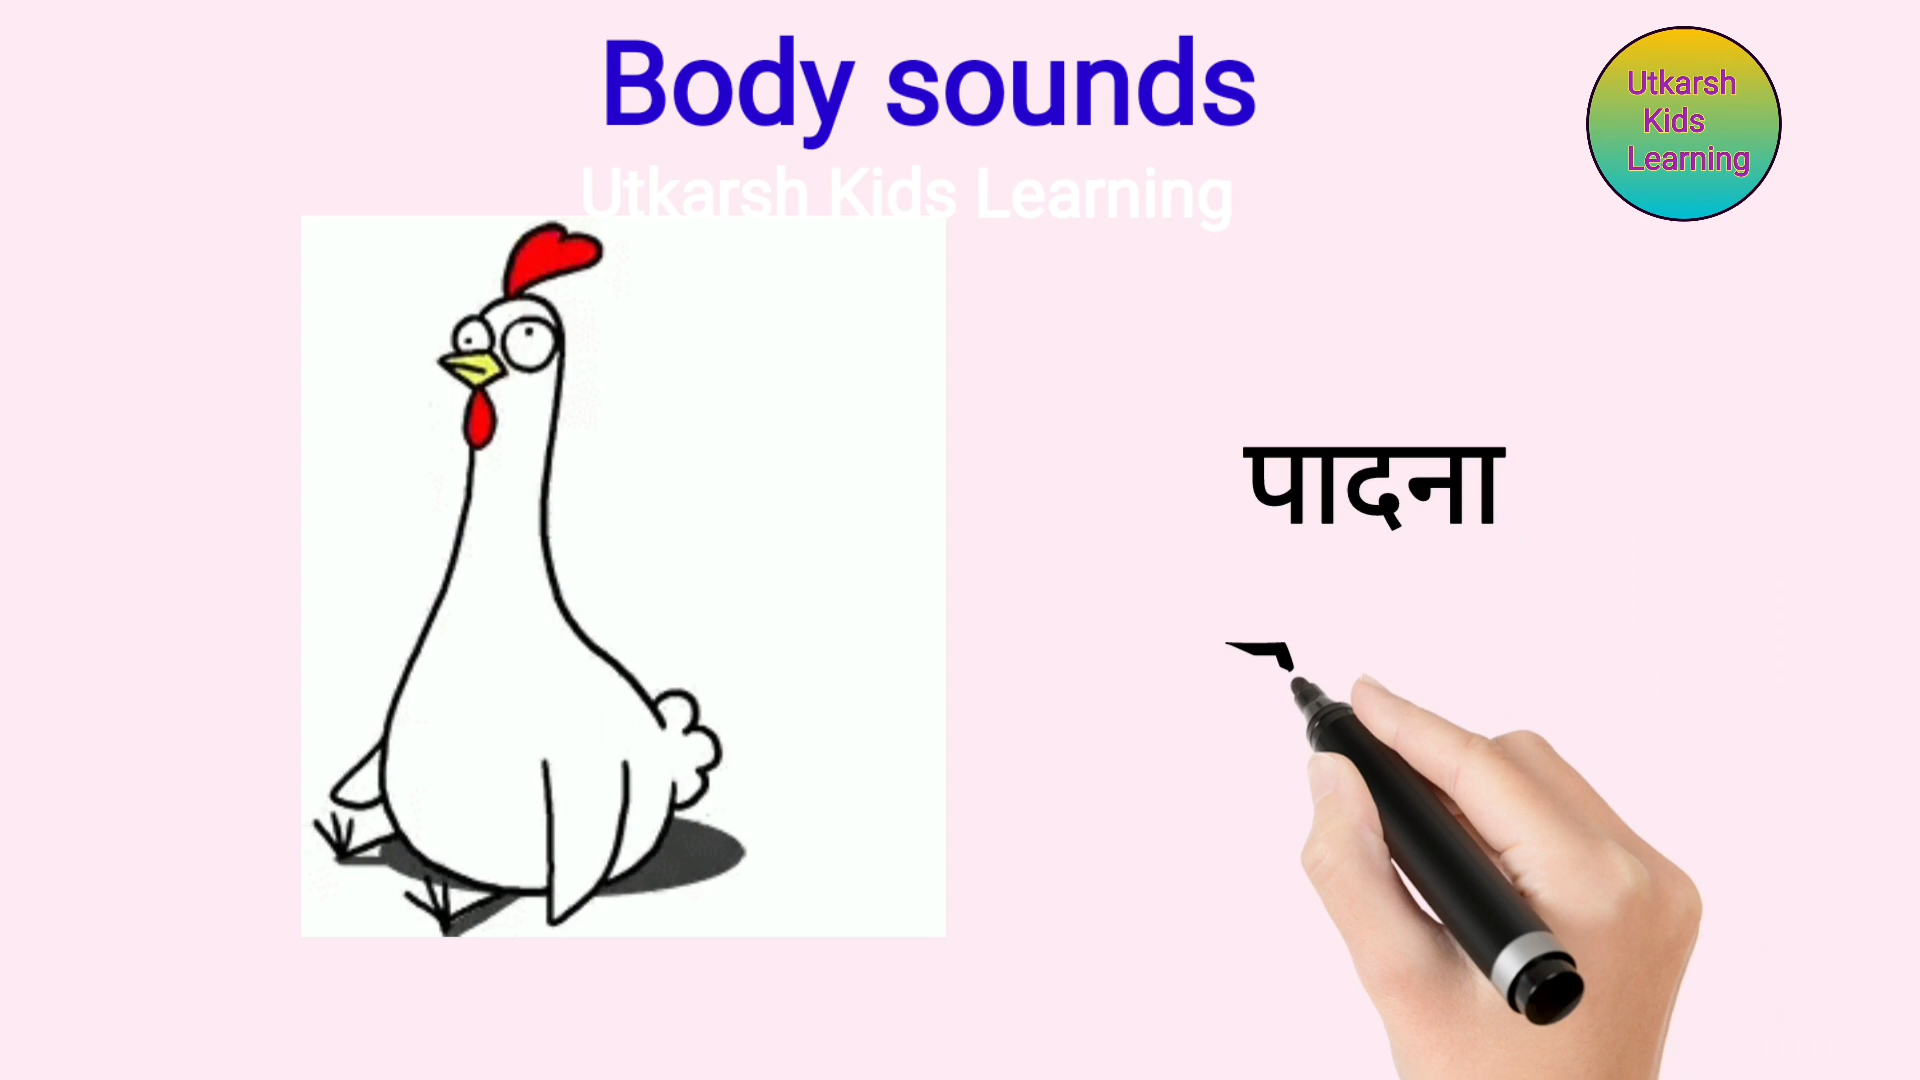 Body sounds
Utkarsh Kids Learning
Utkarsh
Kids
Learning
पादना